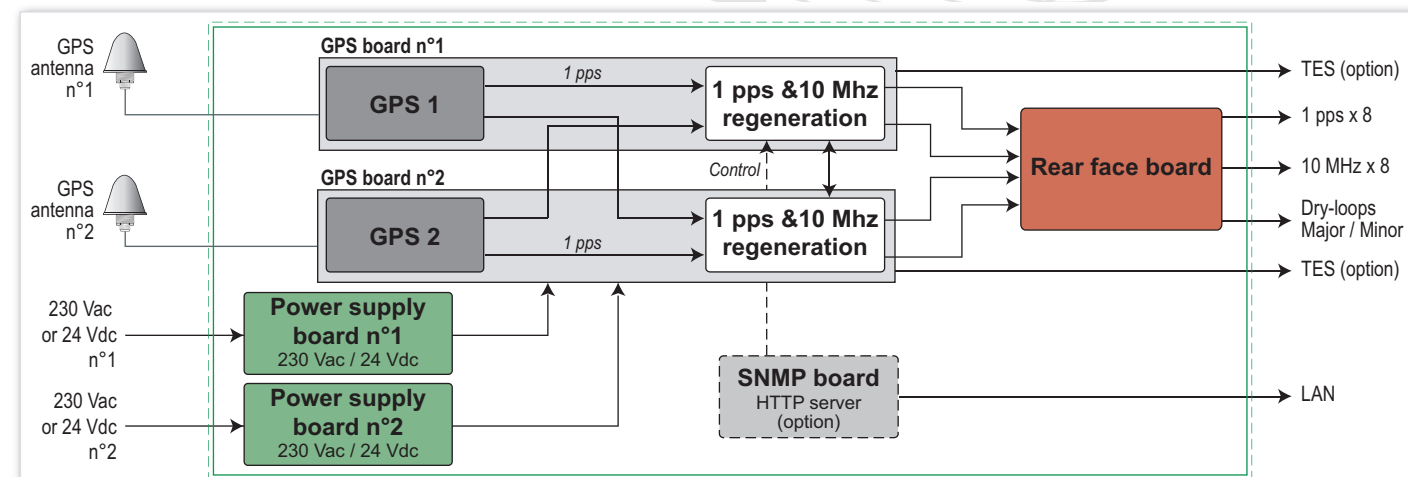 GPS
antenna
n°1
GPS board n°1
GPS 1
1 pps
1 pps &10 Mhz
regeneration
TES (option)
1 pps x 8
10 MHz x 8
Dry-loops
Major / Minor
TES (option)
Rear face board
Control
GPS
antenna
n°2
GPS board n°2
GPS 2
1 pps
1 pps &10 Mhz
regeneration
230 Vac
or 24 Vdc
n°1
Power supply
board n°1
230 Vac / 24 Vdc
230 Vac
or 24 Vdc
n°2
Power supply
board n°2
230 Vac / 24 Vdc
SNMP board
HTTP server
(option)
LAN